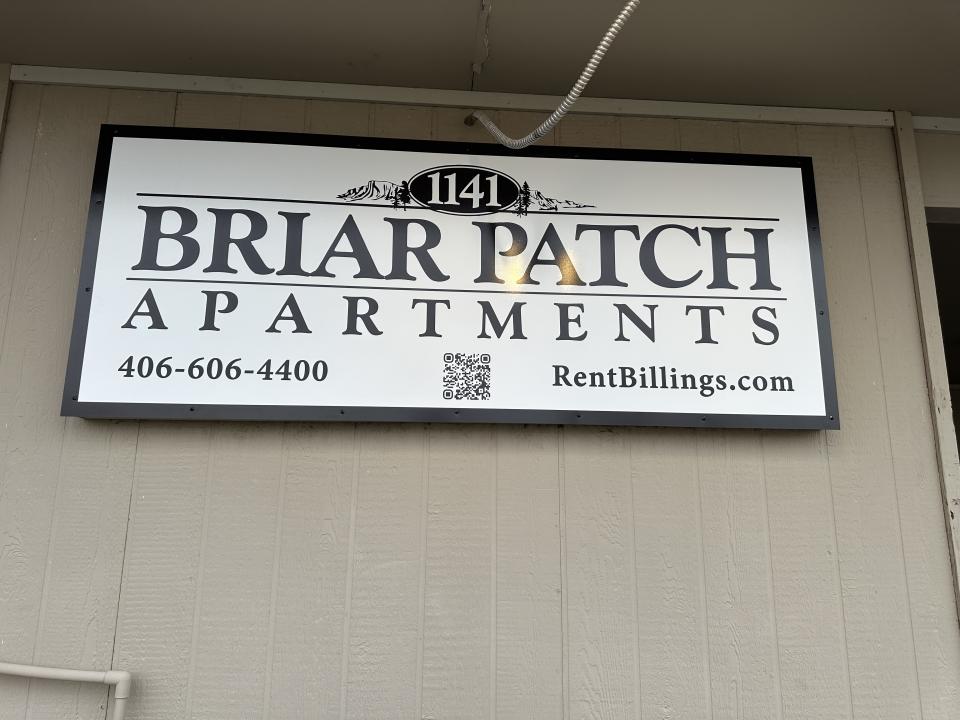 1141
BRIAR PATCH
APARTMENTS
406-606-4400
RentBillings.com